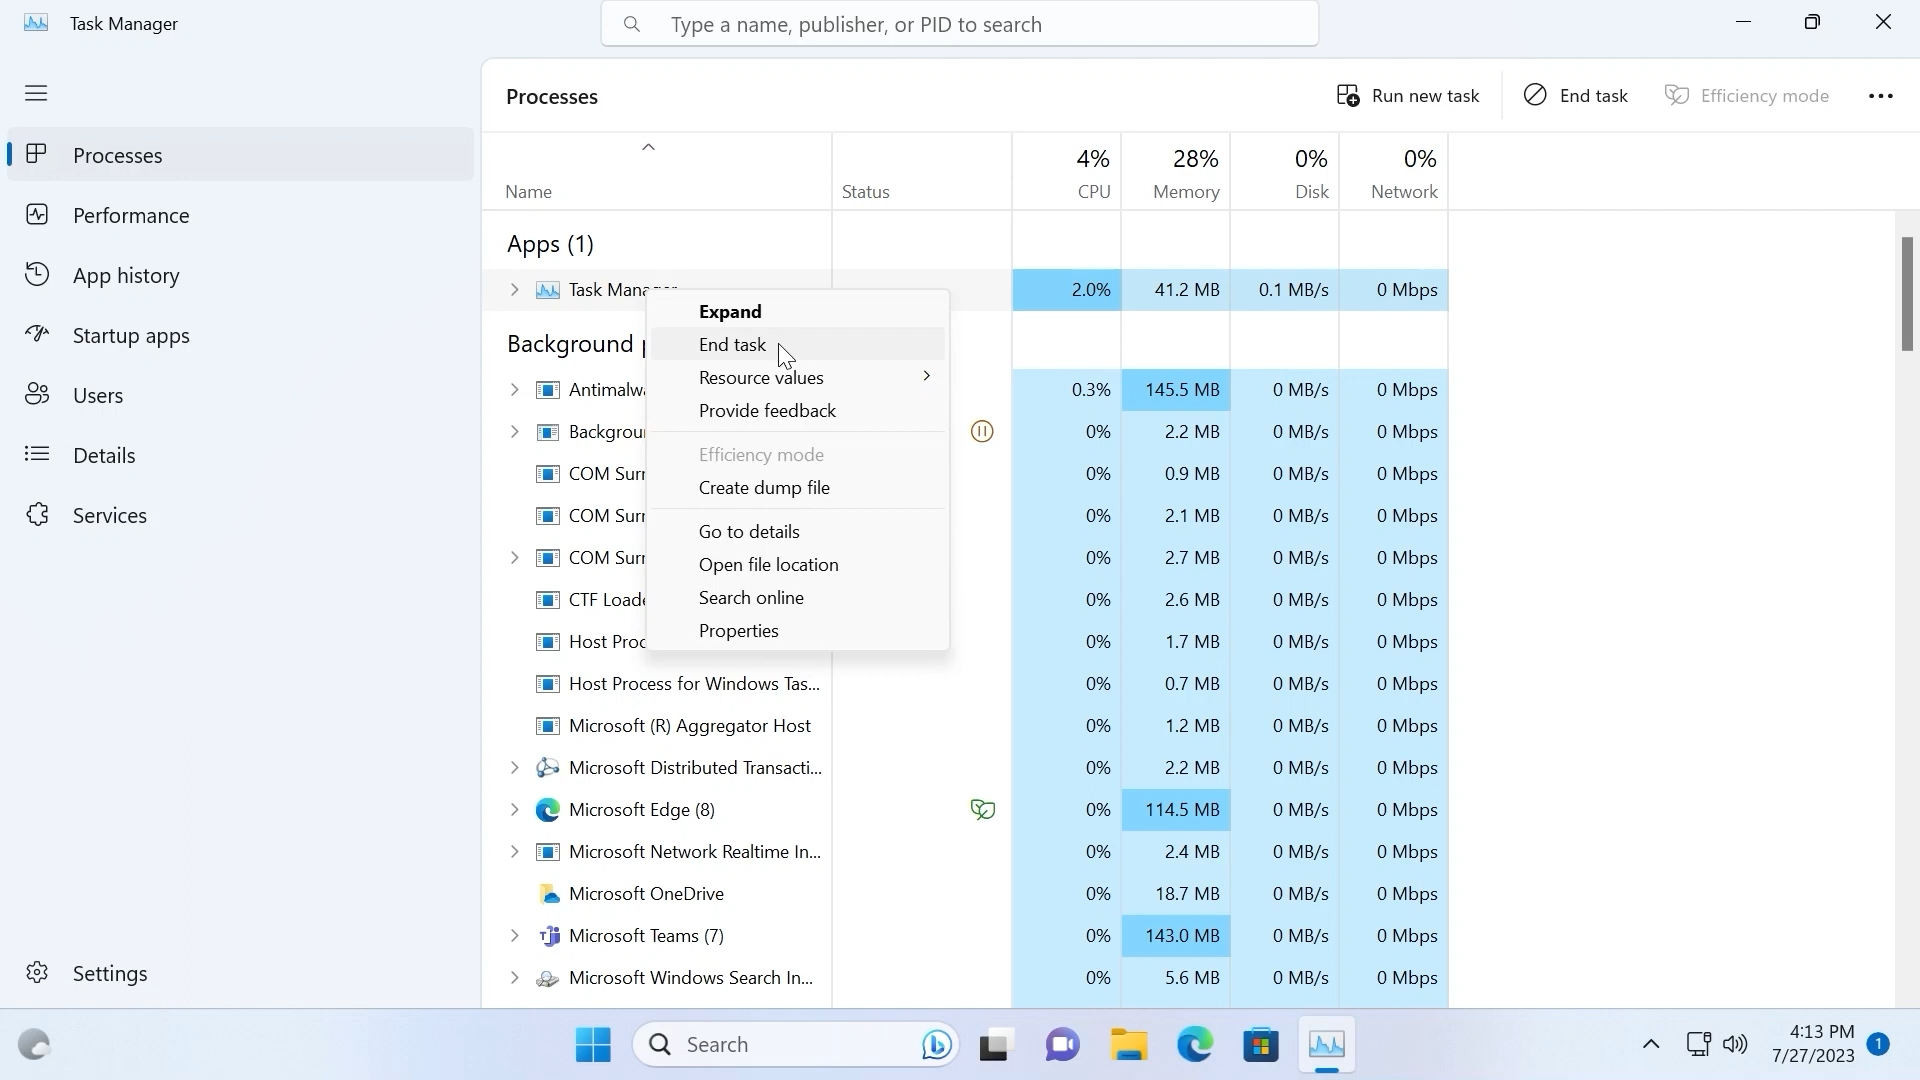 Task Manager
Type a name, publisher, or PID to search
Processes
Run new task
End task
Efficiency mode
Processes
Performance
App history
Startup apps
Users
Details
Services
Settings
Name Status 4% CPU 28% Memory 0% Disk 0% Network
Apps (1)
Task Manager 2.0% 41.2 MB 0.1 MB/s 0 Mbps
Background
0.3% 145.5 MB 0 MB/s 0 Mbps
0% 2.2 MB 0 MB/s 0 Mbps
COM 0% 0.9 MB 0 MB/s 0 Mbps
COM 0% 2.1 MB 0 MB/s 0 Mbps
COM 0% 2.7 MB 0 MB/s 0 Mbps
CTF 0% 2.6 MB 0 MB/s 0 Mbps
Host 0% 1.7 MB 0 MB/s 0 Mbps
Host Process for Windows Tas... 0% 0.7 MB 0 MB/s 0 Mbps
Microsoft (R) Aggregator Host 0% 1.2 MB 0 MB/s 0 Mbps
Microsoft Distributed Transacti... 0% 2.2 MB 0 MB/s 0 Mbps
Microsoft Edge (8) 0% 114.5 MB 0 MB/s 0 Mbps
Microsoft Network Realtime In... 0% 2.4 MB 0 MB/s 0 Mbps
Microsoft OneDrive 0% 18.7 MB 0 MB/s 0 Mbps
Microsoft Teams (7) 0% 143.0 MB 0 MB/s 0 Mbps
Microsoft Windows Search In... 0% 5.6 MB 0 MB/s 0 Mbps
Expand
End task
Resource values
Provide feedback
Efficiency mode
Create dump file
Go to details
Open file location
Search online
Properties
Search
4:13 PM
7/27/2023
1